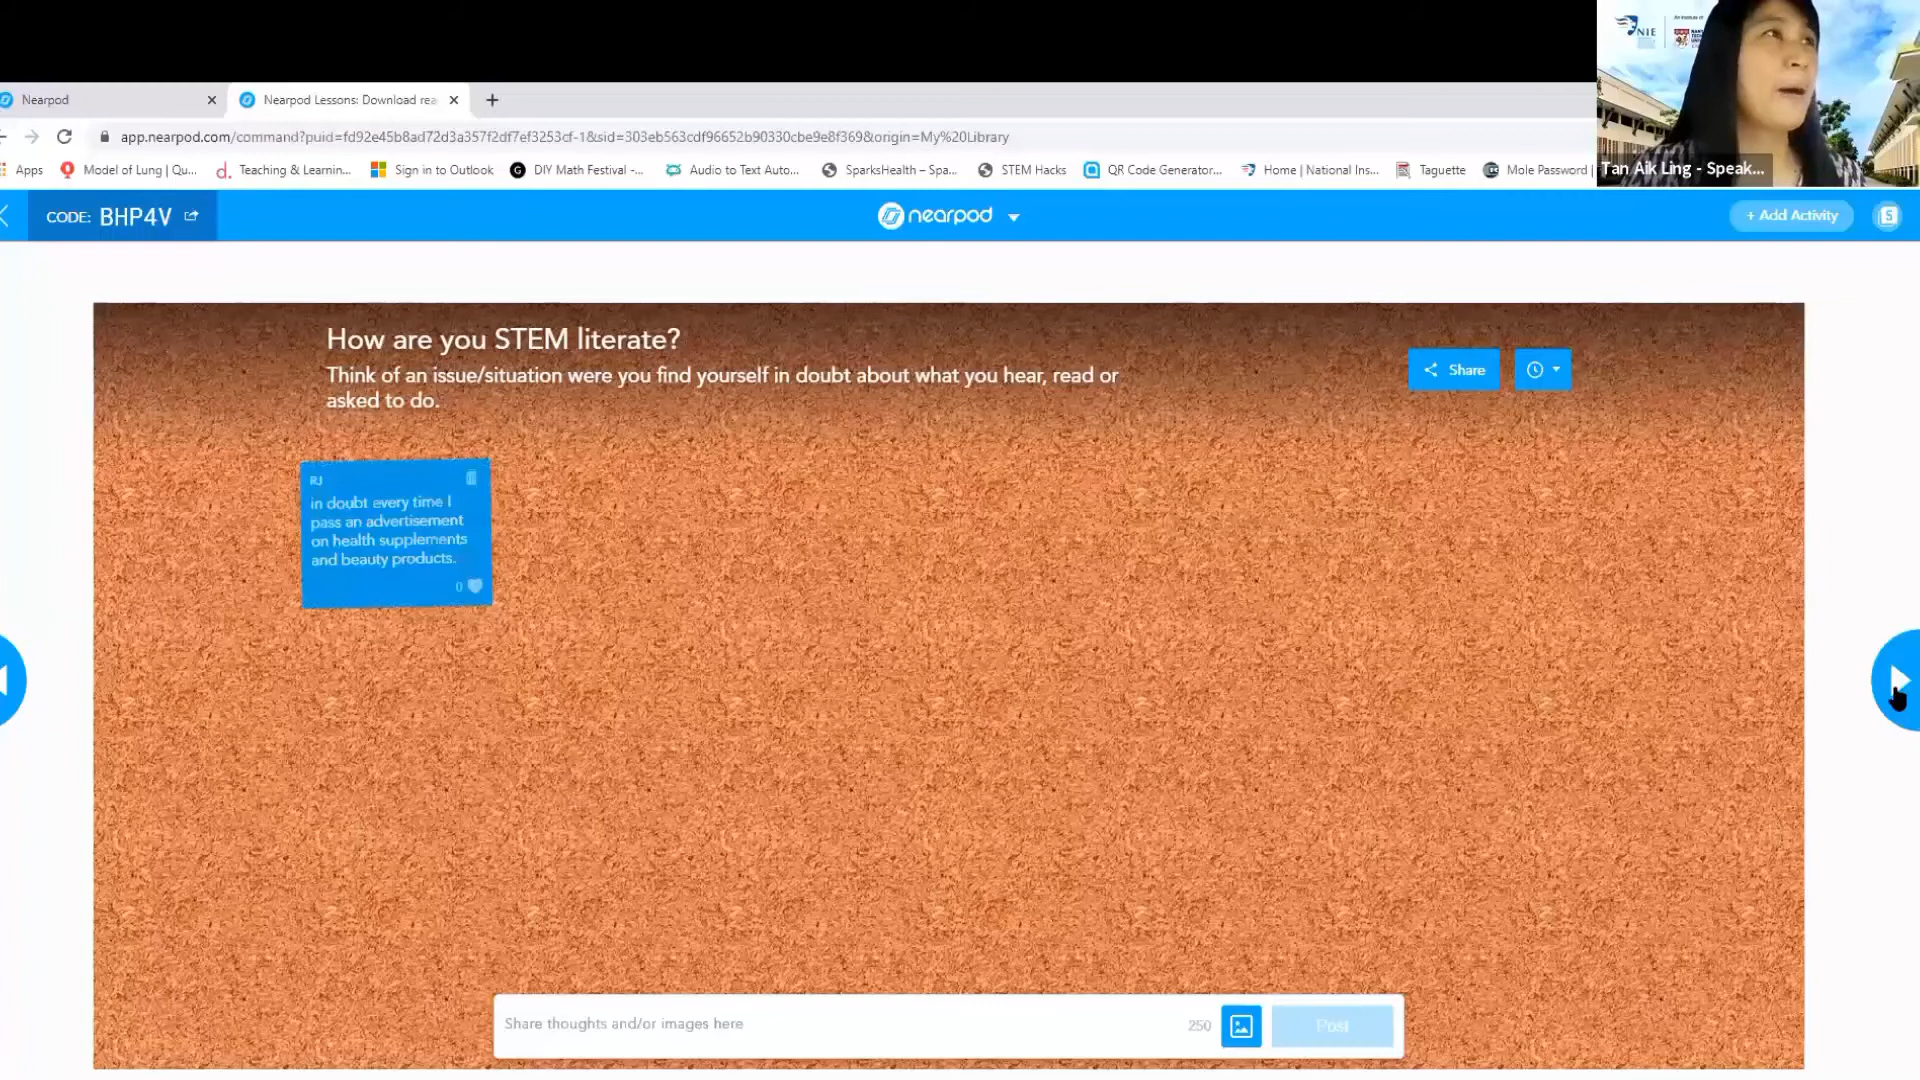 NIE
An Institute of
Nearpod
Nearpod Lessons: Download rea
app.nearpod.com/command?puid=fd92e45b8ad72d3a357f2df7ef3253cf-1&sid=303eb563cdf96652b90330cbe9e8f369&origin=My%20Library
Apps
Model of Lung | Qu...
Teaching & Learnin...
Sign in to Outlook
DIY Math Festival -...
Audio to Text Auto...
SparksHealth – Spa...
STEM Hacks
QR Code Generator...
Home | National Ins...
Taguette
Mole Password
Tan Aik Ling - Speak...
CODE: BHP4V
nearpod
+ Add Activity
How are you STEM literate?
Think of an issue/situation were you find yourself in doubt about what you hear, read or
asked to do.
Share
RJ
in doubt every time I
pass an advertisement
on health supplements
and beauty products.
0
Share thoughts and/or images here
250
Post